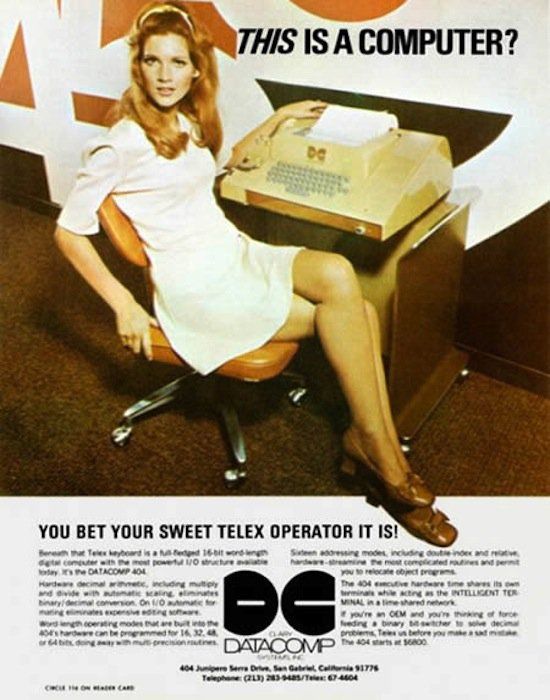 THIS IS A COMPUTER?
DC
YOU BET YOUR SWEET TELEX OPERATOR IT IS!
Beneath that Telex keyboard is a full-fledged 16-bit word-length
digital computer with the most powerful I/O structure available
today. It's the DATACOMP 404.
Hardware decimal arithmetic, including multiply
and divide with automatic scaling, eliminates
binary/decimal conversion. On I/O automatic for-
mating eliminates expensive editing software.
Word-length operating modes that are built into the
404's hardware can be programmed for 16, 32, 48,
or 64 bits, doing away with multi-precision routines.
Sixteen addressing modes, including double-index and relative,
hardware-streamline the most complicated routines and permit
you to relocate object programs.
The 404 executive hardware time shares its own
terminals while acting as the INTELLIGENT TER-
MINAL in a time-shared network.
If you're an OEM and you're thinking of force-
feeding a binary bit-switcher to solve decimal
problems, Telex us before you make a sad mistake.
The 404 starts at $6800.
DC
CLARY
DATACOMP
SYSTEMS, INC.
404 Junipero Serra Drive, San Gabriel, California 91776
Telephone: (213) 283-9485/Telex: 67-4604
CIRCLE 116 ON READER CARD